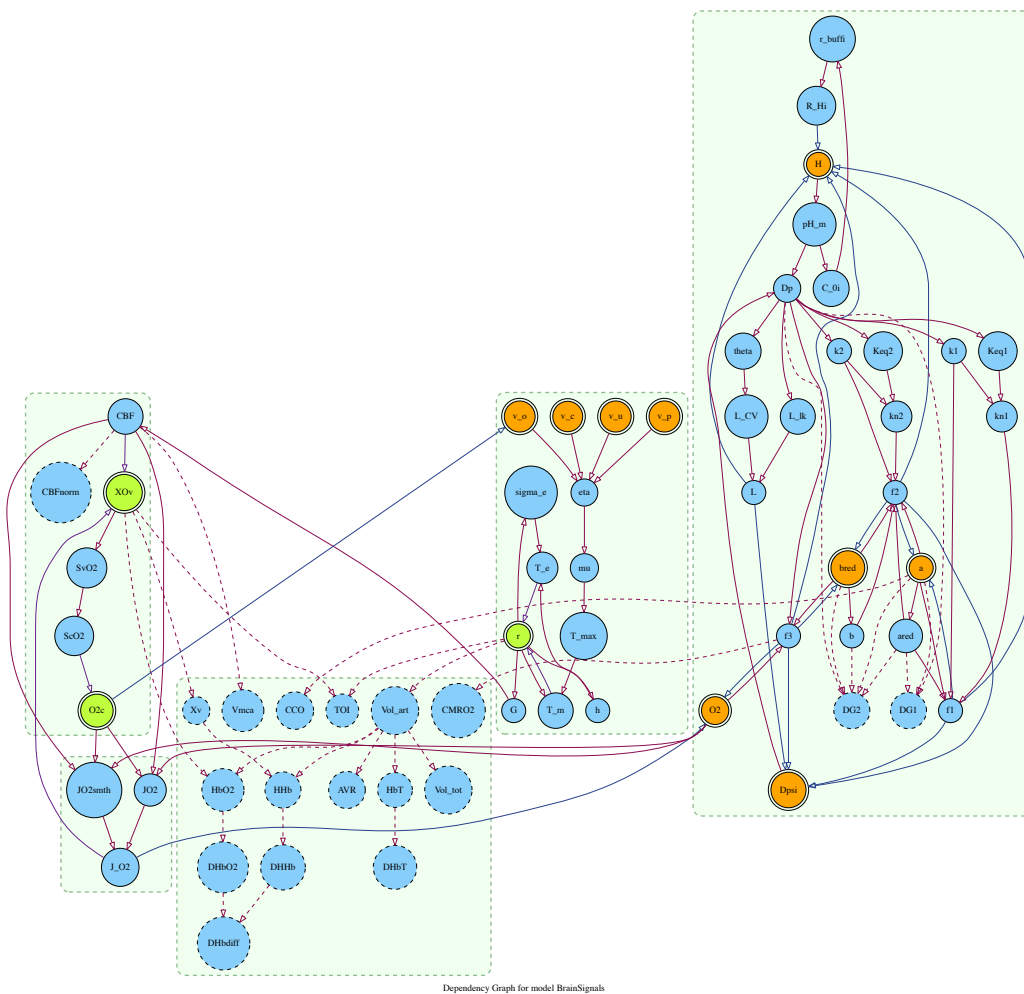 r_buffi
R_Hi
H
pH_m
Dp
C_0i
theta
k2
Keq2
k1
Keq1
CBF
v_o
v_c
v_u
v_p
L_CV
L_lk
kn2
kn1
CBFnorm
XOv
sigma_e
eta
L
f2
SvO2
T_e
mu
bred
a
ScO2
r
T_max
f3
b
ared
O2c
Xv
Vmca
CCO
TOI
Vol_art
CMRO2
G
T_m
h
O2
DG2
DG1
f1
JO2smth
JO2
HbO2
HHb
AVR
HbT
Vol_tot
Dpsi
J_O2
DHbO2
DHHb
DHbT
DHbdiff
Dependency Graph for model BrainSignals